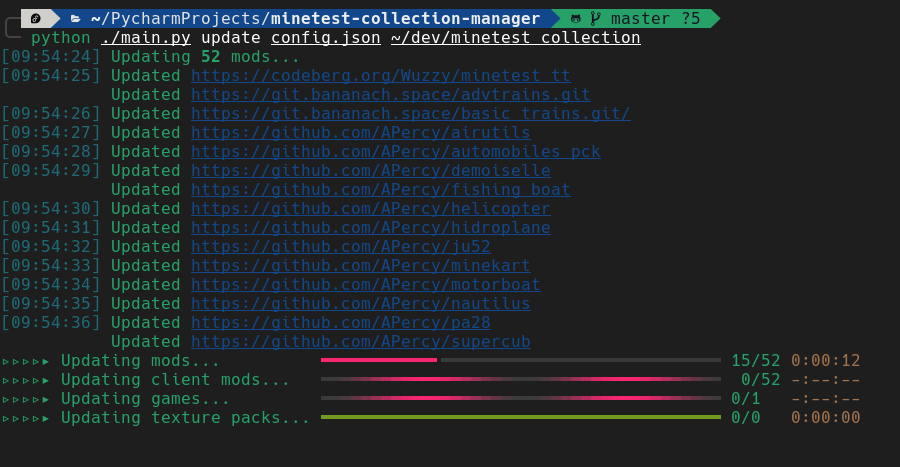 ~/PycharmProjects/minetest-collection-manager master ?5
python ./main.py update config.json ~/dev/minetest_collection
[09:54:24] Updating 52 mods...
[09:54:25] Updated https://codeberg.org/Wuzzy/minetest_tt
Updated https://git.bananach.space/advtrains.git
[09:54:26] Updated https://git.bananach.space/basic_trains.git/
[09:54:27] Updated https://github.com/APercy/airutils
[09:54:28] Updated https://github.com/APercy/automobiles_pck
[09:54:29] Updated https://github.com/APercy/demoiselle
Updated https://github.com/APercy/fishing_boat
[09:54:30] Updated https://github.com/APercy/helicopter
[09:54:31] Updated https://github.com/APercy/hidroplane
[09:54:32] Updated https://github.com/APercy/ju52
[09:54:33] Updated https://github.com/APercy/minekart
[09:54:34] Updated https://github.com/APercy/motorboat
[09:54:35] Updated https://github.com/APercy/nautilus
[09:54:36] Updated https://github.com/APercy/pa28
Updated https://github.com/APercy/supercub
▹▹▹▹▸ Updating mods... 15/52 0:00:12
▹▹▹▹▸ Updating client mods... 0/52 -:--:--
▹▹▹▹▸ Updating games... 0/1 -:--:--
▹▹▹▹▸ Updating texture packs... 0/0 0:00:00